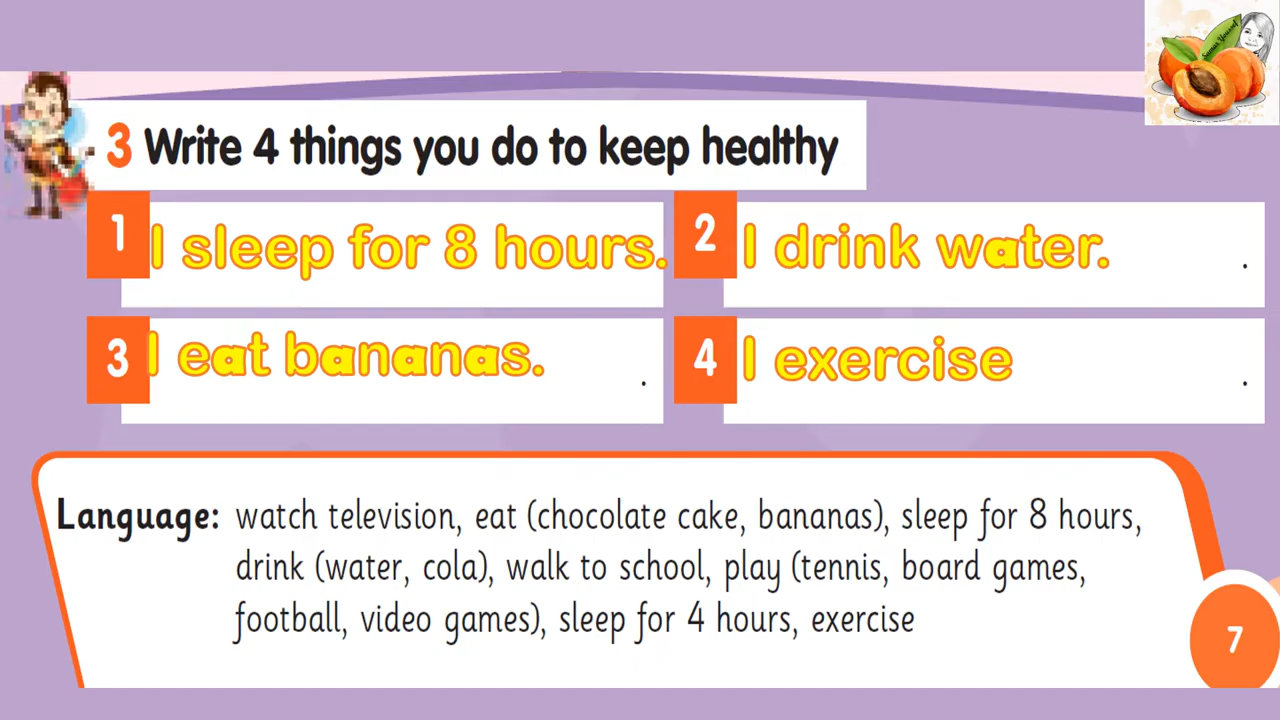 3 Write 4 things you do to keep healthy
1 I sleep for 8 hours.
2 I drink water. .
3 I eat bananas. .
4 I exercise .
Language: watch television, eat (chocolate cake, bananas), sleep for 8 hours,
drink (water, cola), walk to school, play (tennis, board games,
football, video games), sleep for 4 hours, exercise
7